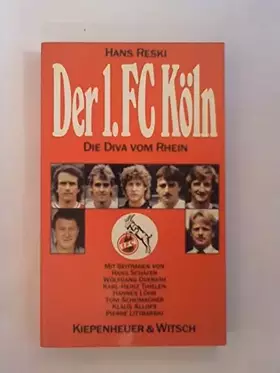 HANS RESKI
Der 1. FC Köln
DIE DIVA VOM RHEIN
MIT BEITRÄGEN VON
HANS SCHÄFER
WOLFGANG OVERATH
KARL-HEINZ THIELEN
HANNES LÖHR
TONI SCHUMACHER
KLAUS ALLOFS
PIERRE LITTBARSKI
KIEPENHEUER & WITSCH